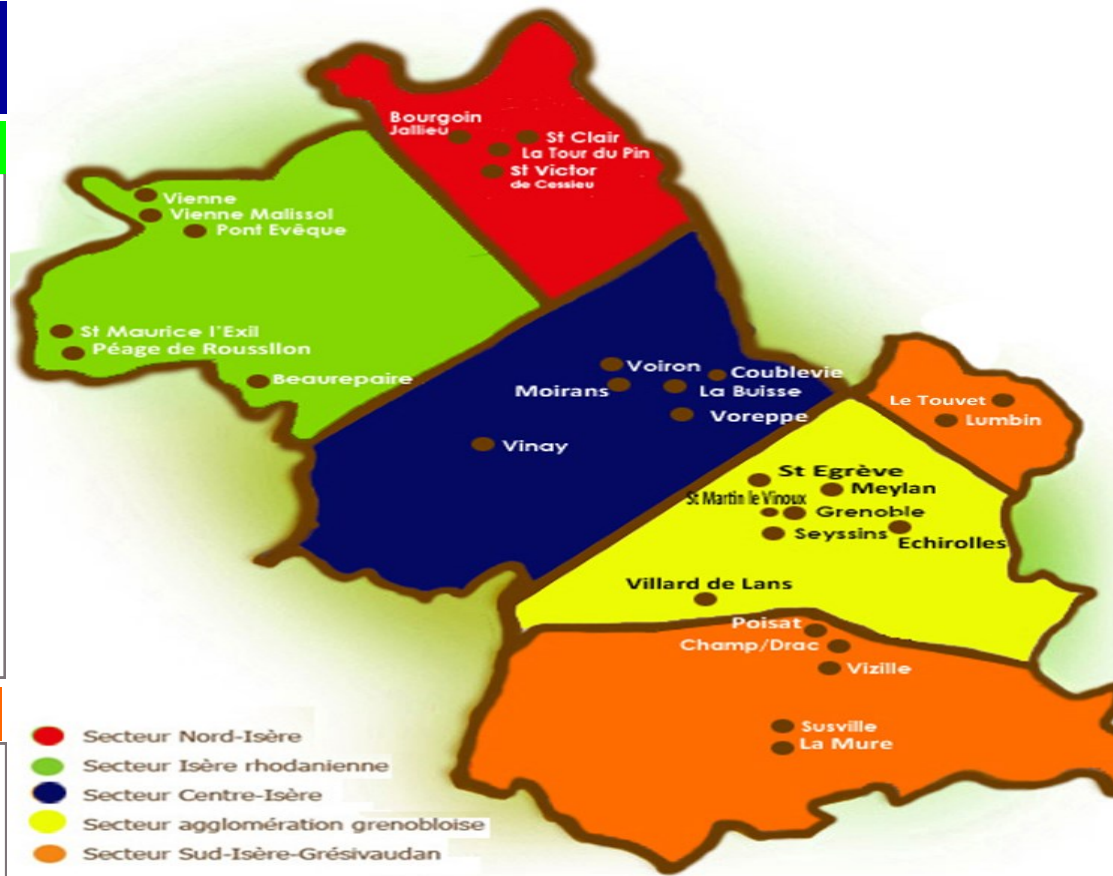 Bourgoin
Jallieu
St Clair
La Tour du Pin
St Victor
de Cessieu
Vienne
Vienne Malissol
Pont Evêque
St Maurice l'Exil
Péage de Roussllon
Beaurepaire
Voiron
Coublevie
Moirans
La Buisse
Voreppe
Vinay
Le Touvet
Lumbin
St Egrève
Meylan
St Martin le Vinoux
Grenoble
Seyssins
Echirolles
Villard de Lans
Poisat
Champ/Drac
Vizille
Susville
La Mure
Secteur Nord-Isère
Secteur Isère rhodanienne
Secteur Centre-Isère
Secteur agglomération grenobloise
Secteur Sud-Isère-Grésivaudan